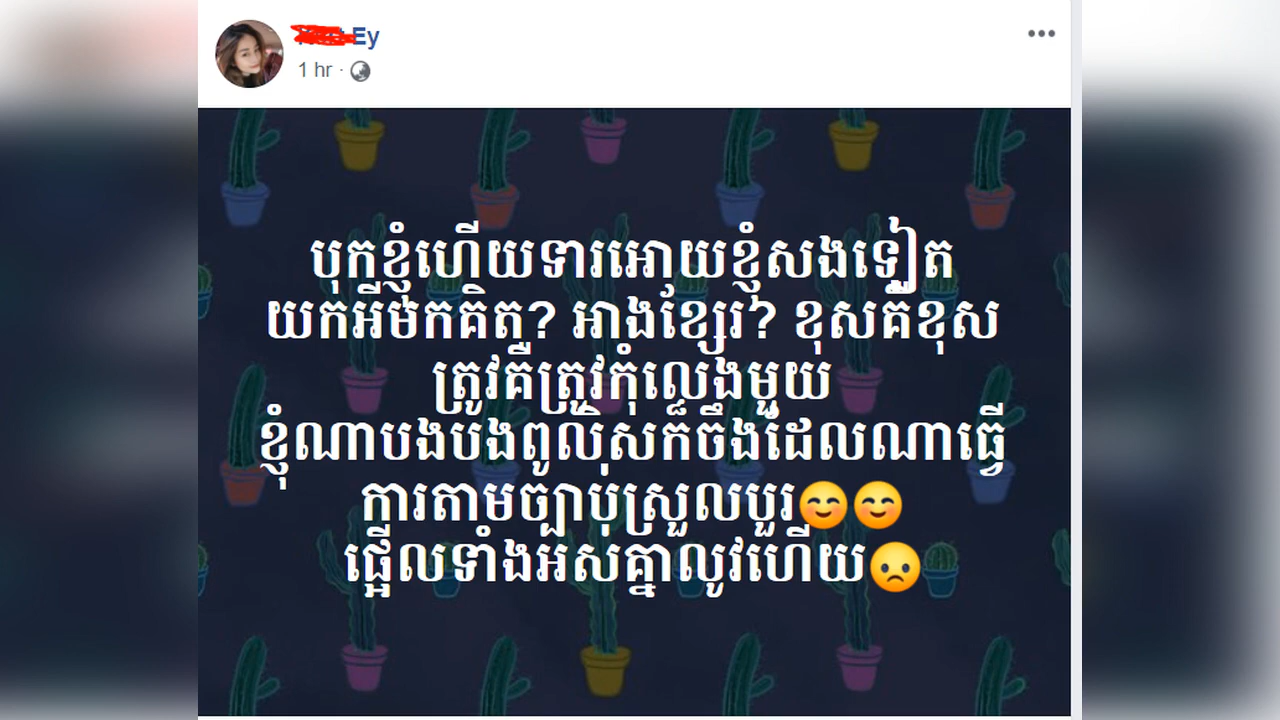 Ey
1 hr ·
បុកខ្ញុំហើយទារអោយខ្ញុំសងទៀត
យកអីមកគិត? អាងខ្សែរ? ខុសគឺខុស
ត្រូវគឺត្រូវកុំលេងមួយ
ខ្ញុំណាបងបងពូលិសក៏ចឹងដែលណាធ្វើ
ការតាមច្បាប់ស្រួលបួរ😊😊
ផ្អើលទាំងអស់គ្នាលូវហើយ🙁